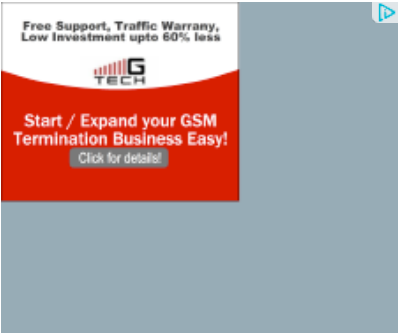 Free Support, Traffic Warrany,
Low Investment upto 60% less
G
TECH
Start / Expand your GSM
Termination Business Easy!
Click for details!